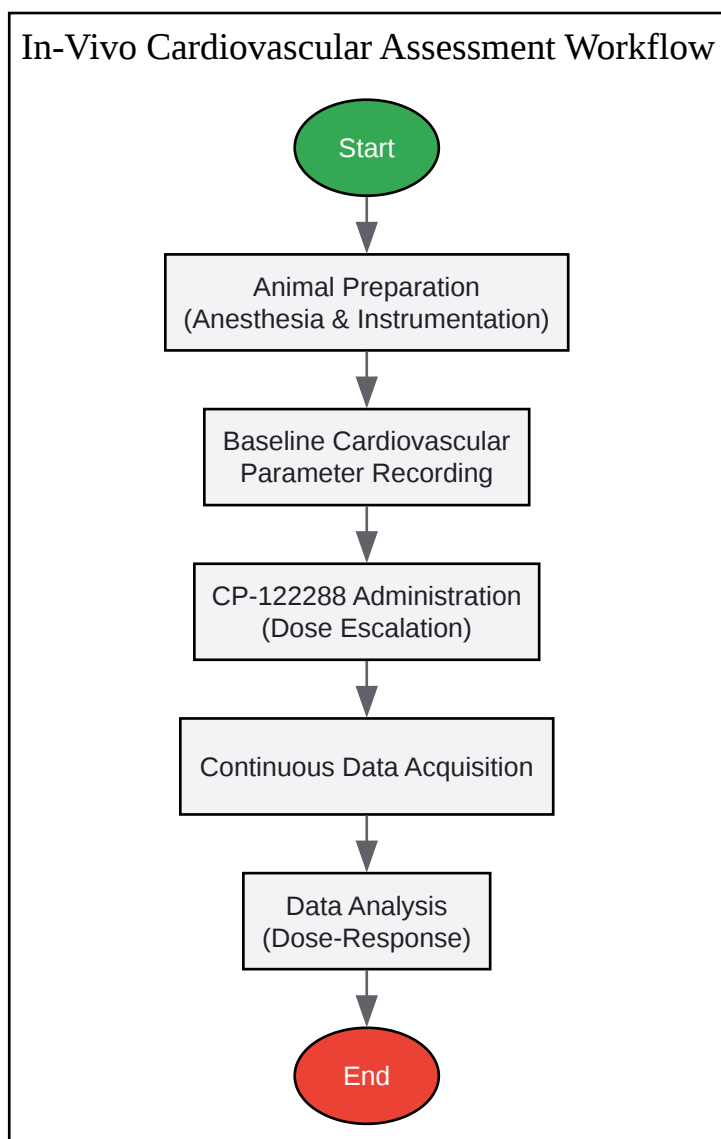 In-Vivo Cardiovascular Assessment Workflow
Start
Animal Preparation
(Anesthesia & Instrumentation)
Baseline Cardiovascular
Parameter Recording
CP-122288 Administration
(Dose Escalation)
Continuous Data Acquisition
Data Analysis
(Dose-Response)
End